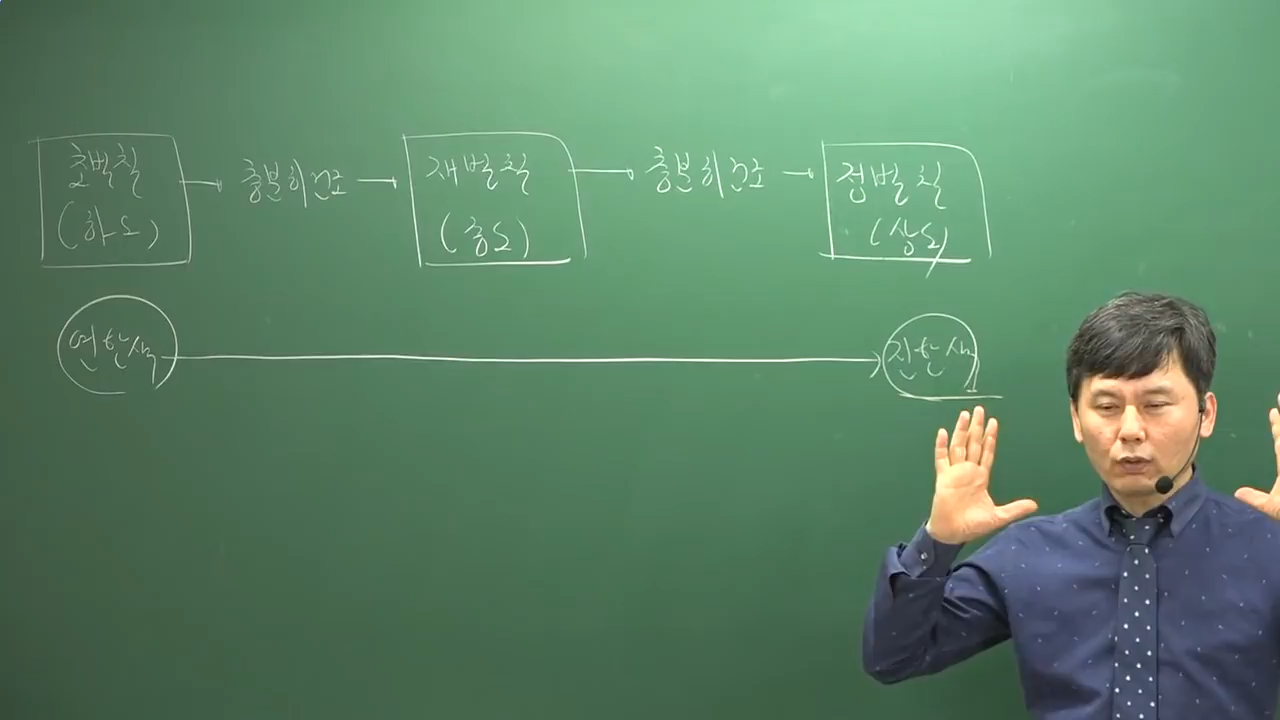 초벌칠 → 충분히 건조 → 재벌칠 → 충분히 건조 → 정벌칠
(하도) (중도) (상도)
연한색 → 진한색